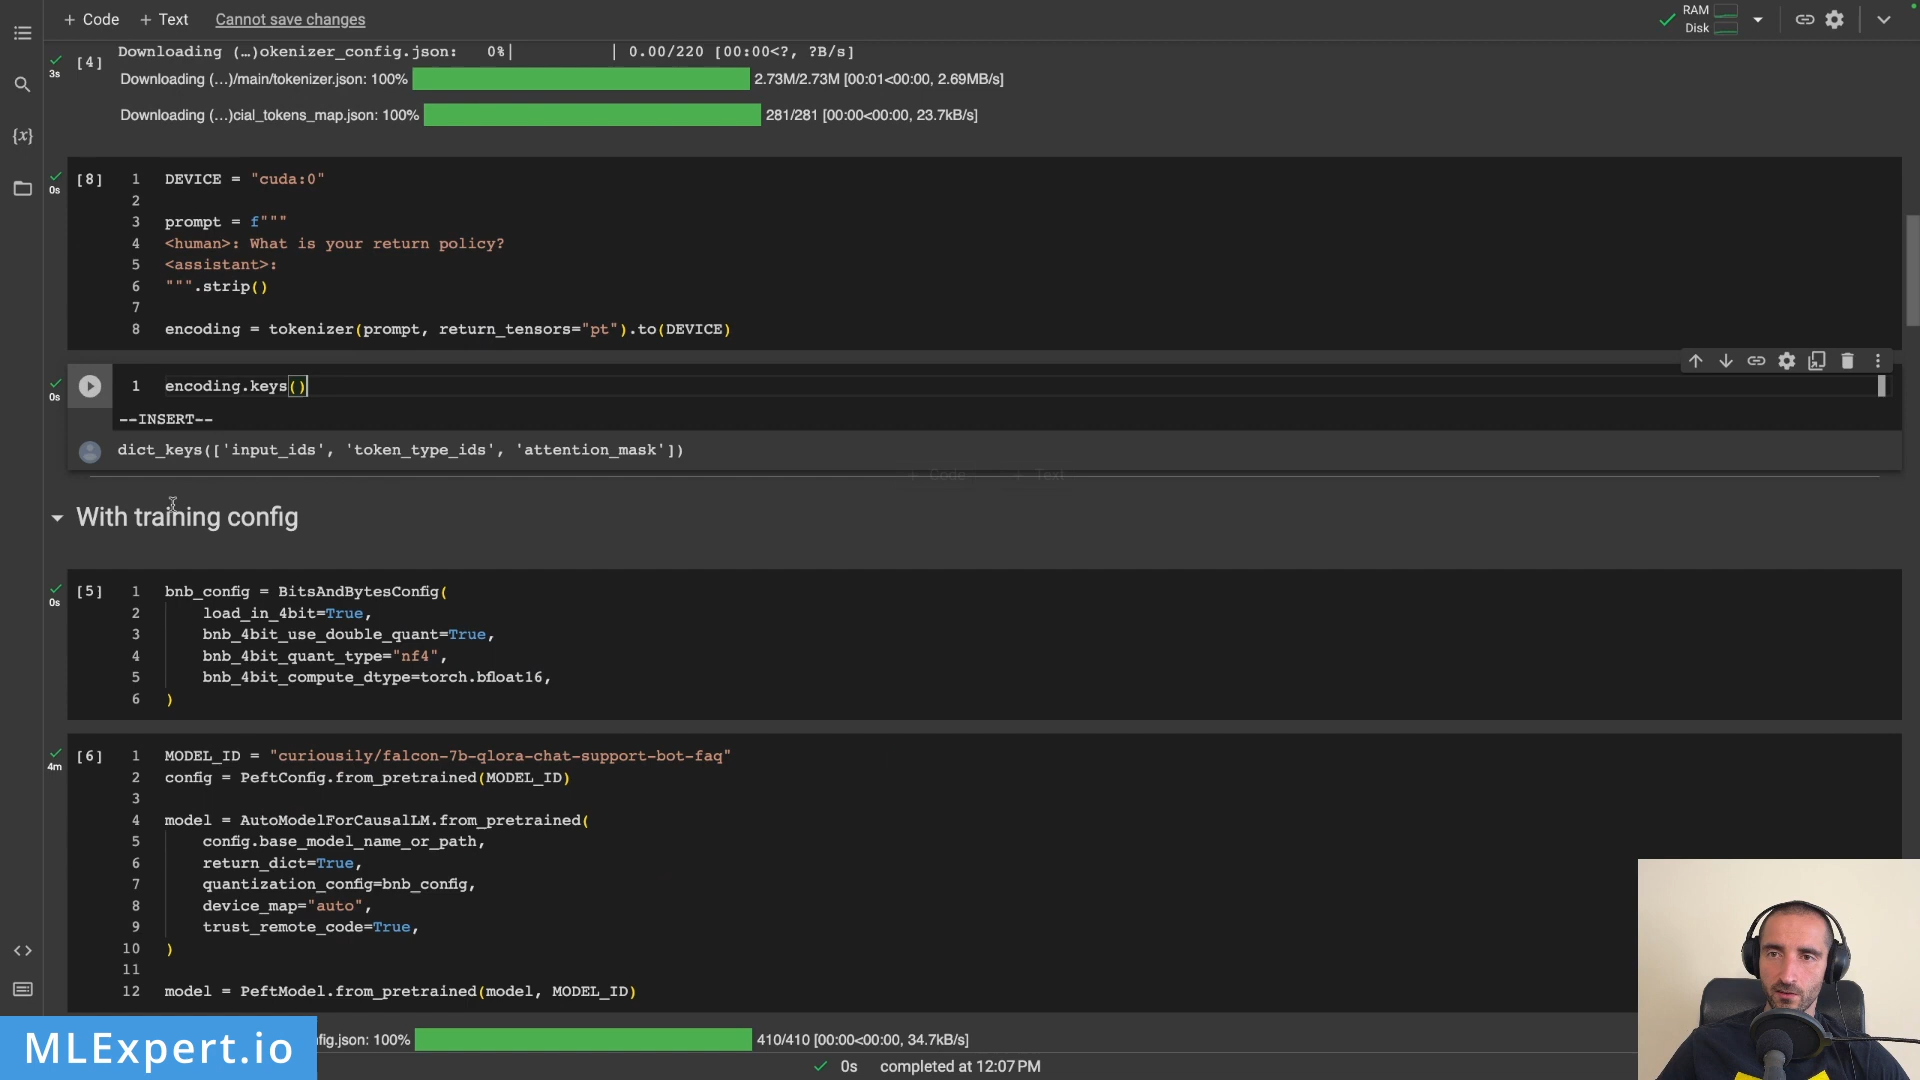 + Code + Text Cannot save changes
RAM
Disk
Downloading (…)okenizer_config.json: 0%| | 0.00/220 [00:00<?, ?B/s]
3s [4]
Downloading (…)/main/tokenizer.json: 100% 2.73M/2.73M [00:01<00:00, 2.69MB/s]
Downloading (…)cial_tokens_map.json: 100% 281/281 [00:00<00:00, 23.7kB/s]
0s [8] 1 DEVICE = "cuda:0"
2
3 prompt = f"""
4 <human>: What is your return policy?
5 <assistant>:
6 """.strip()
7
8 encoding = tokenizer(prompt, return_tensors="pt").to(DEVICE)
0s 1 encoding.keys()
--INSERT--
dict_keys(['input_ids', 'token_type_ids', 'attention_mask'])
+ Code + Text
With training config
0s [5] 1 bnb_config = BitsAndBytesConfig(
2 load_in_4bit=True,
3 bnb_4bit_use_double_quant=True,
4 bnb_4bit_quant_type="nf4",
5 bnb_4bit_compute_dtype=torch.bfloat16,
6 )
4m [6] 1 MODEL_ID = "curiousily/falcon-7b-qlora-chat-support-bot-faq"
2 config = PeftConfig.from_pretrained(MODEL_ID)
3
4 model = AutoModelForCausalLM.from_pretrained(
5 config.base_model_name_or_path,
6 return_dict=True,
7 quantization_config=bnb_config,
8 device_map="auto",
9 trust_remote_code=True,
10 )
11
12 model = PeftModel.from_pretrained(model, MODEL_ID)
fig.json: 100% 410/410 [00:00<00:00, 34.7kB/s]
MLExpert.io
0s completed at 12:07 PM